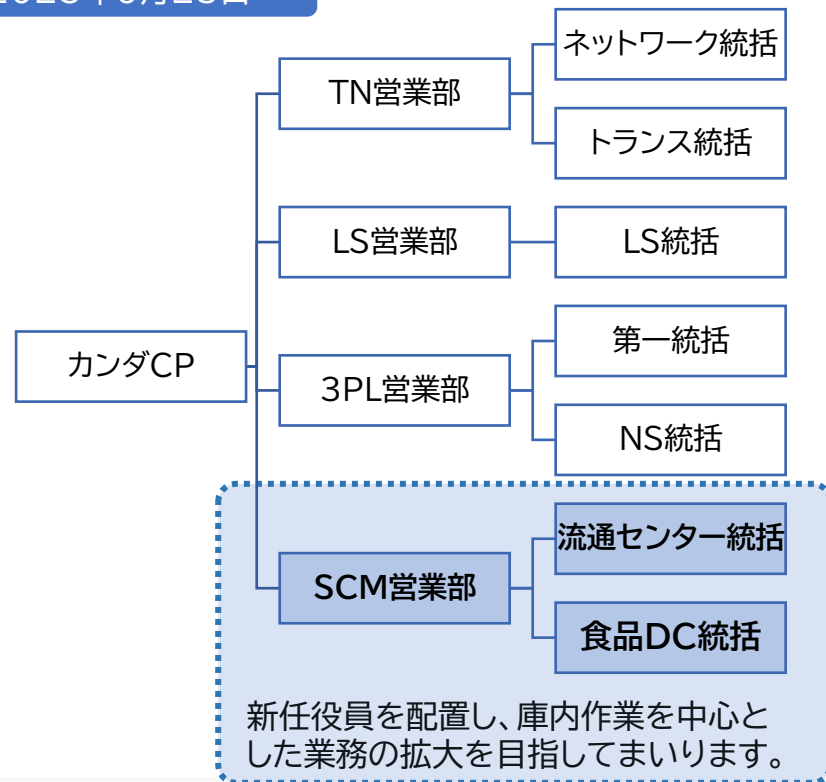 ネットワーク統括
TN営業部
トランス統括
LS営業部
LS統括
カンダCP
第一統括
3PL営業部
NS統括
流通センター統括
SCM営業部
食品DC統括
新任役員を配置し、庫内作業を中心と
した業務の拡大を目指してまいります。